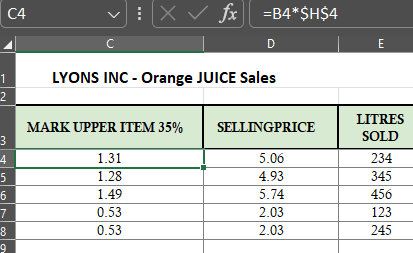 C4 fx =B4*$H$4
C D E
1 LYONS INC - Orange JUICE Sales
2
3 MARK UPPER ITEM 35% SELLINGPRICE LITRES
SOLD
4 1.31 5.06 234
5 1.28 4.93 345
6 1.49 5.74 456
7 0.53 2.03 123
8 0.53 2.03 245
9